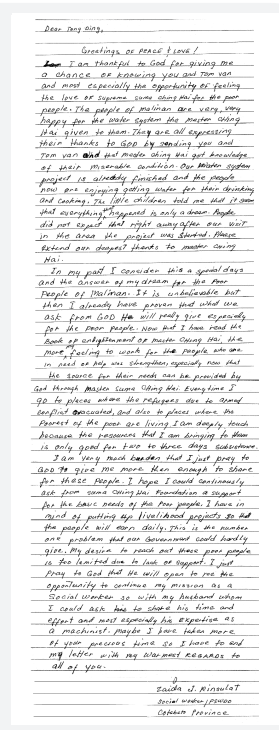 Dear Tong Ding,
Greetings of PEACE & LOVE!
I am thankful to God for giving me
a chance of knowing you and Tom van
and most especially the opportunity of feeling
the love of supreme suma ching Hai for the poor
people. The people of malinan are very, very
happy for the water system the master ching
Hai given to them. They are all expressing
their thanks to God by sending you and
Tom van and the master ching Hai got knowledge
of their miserable condition. Our water system
project is already finished and the people
now are enjoying getting water for their drinking
and cooking. The little children told me that it seem
that everything happened is only a dream. People
did not expect that right away after our visit
in the area the project was started. Please
extend our deepest thanks to master ching
Hai.
In my part I consider this a special days
and the answer of my dream for the poor
people of Malinan. It is unbelievable but
then I already have proven that what we
ask from GOD He will really give especially
for the poor people. Now that I have read the
Book of enlightenment of master ching Hai the
more feeling to work for the people who are
in need of help was strengthen, especially now that
the source for their needs can be provided by
God through master suma ching Hai. Everytime I
go to places where the refugees due to armed
conflict evacuated, and also to places where the
poorest of the poor are living I am deeply touch
because the resources that I am bringing to them
is only good for two to three days subsistence.
I am very much burden that I just pray to
GOD to give me more than enough to share
for these people. I hope I could continously
ask from suma ching Hai Foundation a support
for the basic needs of the poor people. I have in
mind of putting up livelihood projects so that
the people will earn daily. This is the number
one problem that our Government could hardly
give. My desire to reach out these poor people
is too lemited due to lack of support. I just
pray to God that He will open to me the
opportunity to continue my mission as a
social worker so with my husband whom
I could ask him to share his time and
effort and most especially his expertise as
a machinist. maybe I have taken more
of your precious time so I have to end
my letter with my warmest REGARDS to
all of you.
Zaida J. Rinsulat
social worker/PSWDO
Cotabato Province